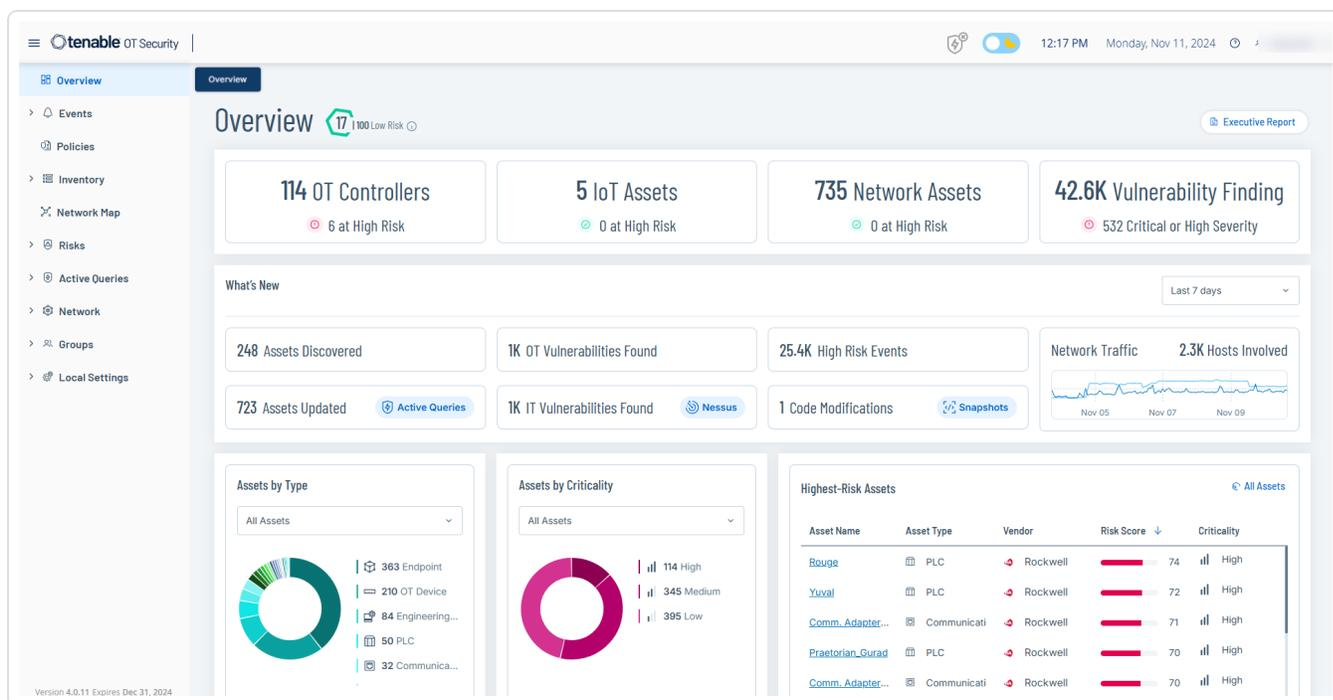 tenable OT Security
12:17 PM Monday, Nov 11, 2024
Overview
Events
Policies
Inventory
Network Map
Risks
Active Queries
Network
Groups
Local Settings
Version 4.0.11 Expires Dec 31, 2024
Overview
Overview 17 | 100 Low Risk
Executive Report
114 OT Controllers
6 at High Risk
5 IoT Assets
0 at High Risk
735 Network Assets
0 at High Risk
42.6K Vulnerability Finding
532 Critical or High Severity
What's New
Last 7 days
248 Assets Discovered
1K OT Vulnerabilities Found
25.4K High Risk Events
Network Traffic 2.3K Hosts Involved
Nov 05 Nov 07 Nov 09
723 Assets Updated Active Queries
1K IT Vulnerabilities Found Nessus
1 Code Modifications Snapshots
Assets by Type
All Assets
363 Endpoint
210 OT Device
84 Engineering...
50 PLC
32 Communica...
Assets by Criticality
All Assets
114 High
345 Medium
395 Low
Highest-Risk Assets All Assets
Asset Name Asset Type Vendor Risk Score Criticality
Rouge PLC Rockwell 74 High
Yuval PLC Rockwell 72 High
Comm. Adapter... Communicati Rockwell 71 High
Praetorian_Gurad PLC Rockwell 70 High
Comm. Adapter... Communicati Rockwell 70 High